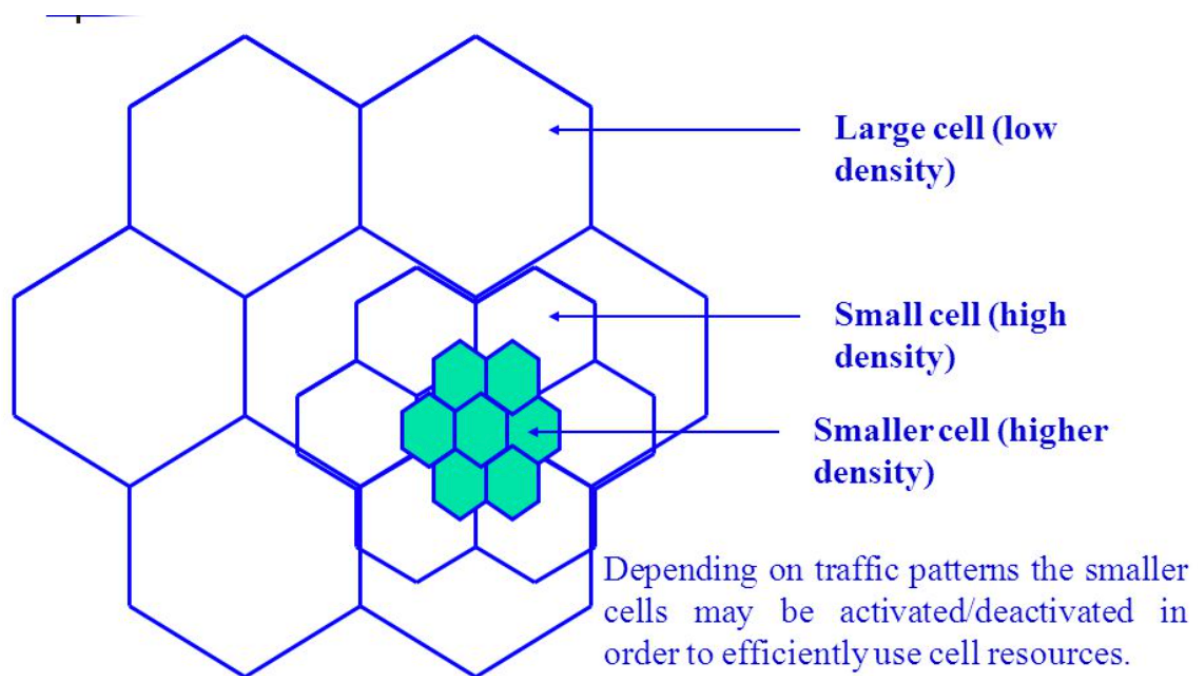 Large cell (low
density)
Small cell (high
density)
Smaller cell (higher
density)
Depending on traffic patterns the smaller
cells may be activated/deactivated in
order to efficiently use cell resources.